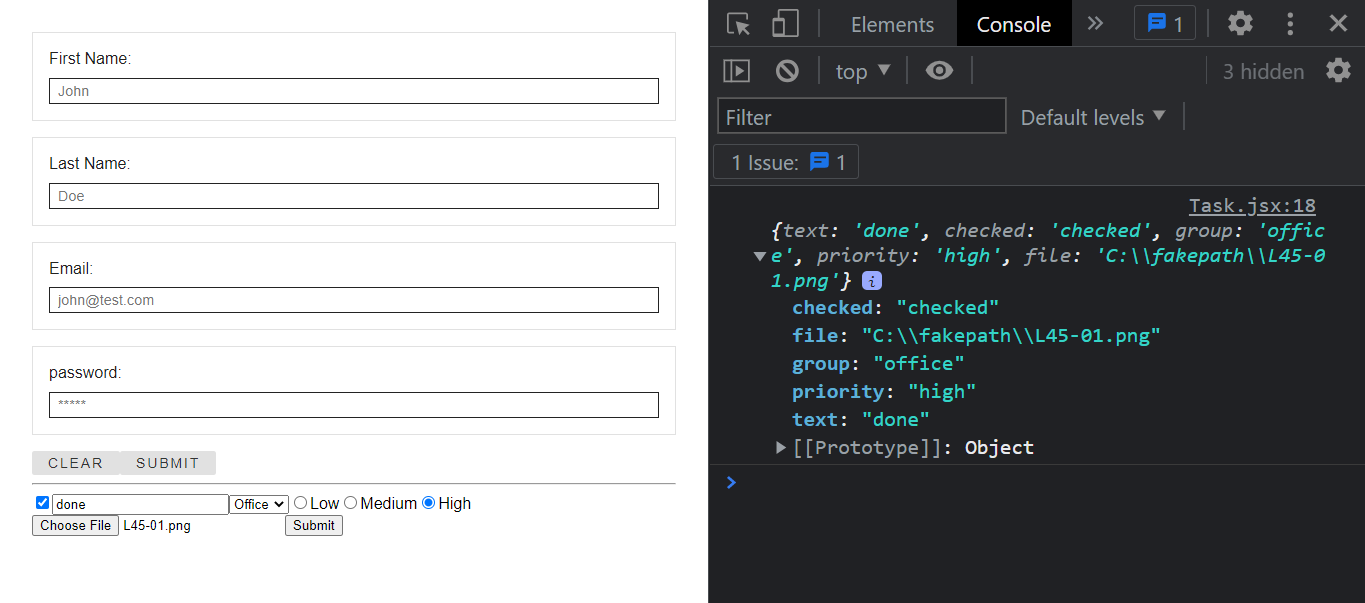 First Name:
John
Last Name:
Doe
Email:
john@test.com
password:
*****
CLEAR SUBMIT
done Office Low Medium High
Choose File L45-01.png Submit
Elements Console 1
top 3 hidden
Filter Default levels
1 Issue: 1
Task.jsx:18
{text: 'done', checked: 'checked', group: 'offic
e', priority: 'high', file: 'C:\\fakepath\\L45-0
1.png'} i
checked: "checked"
file: "C:\\fakepath\\L45-01.png"
group: "office"
priority: "high"
text: "done"
[[Prototype]]: Object